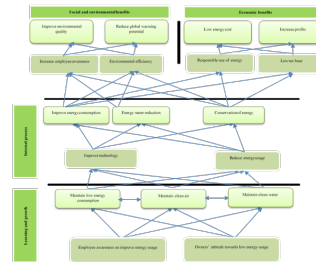 Social and environmental benefits
Economic benefits
Improve environmental
quality
Reduce global warming
potential
Low energy cost
Increase profits
Increase employee awareness
Environmental efficiency
Responsible use of energy
Low tax base
Internal process
Improve energy consumption
Energy waste reduction
Conservation of energy
Improve technology
Reduce energy usage
Learning and growth
Maintain low energy
consumption
Maintain clean air
Maintain clean water
Employee awareness on improve energy usage
Owners' attitude towards low energy usage